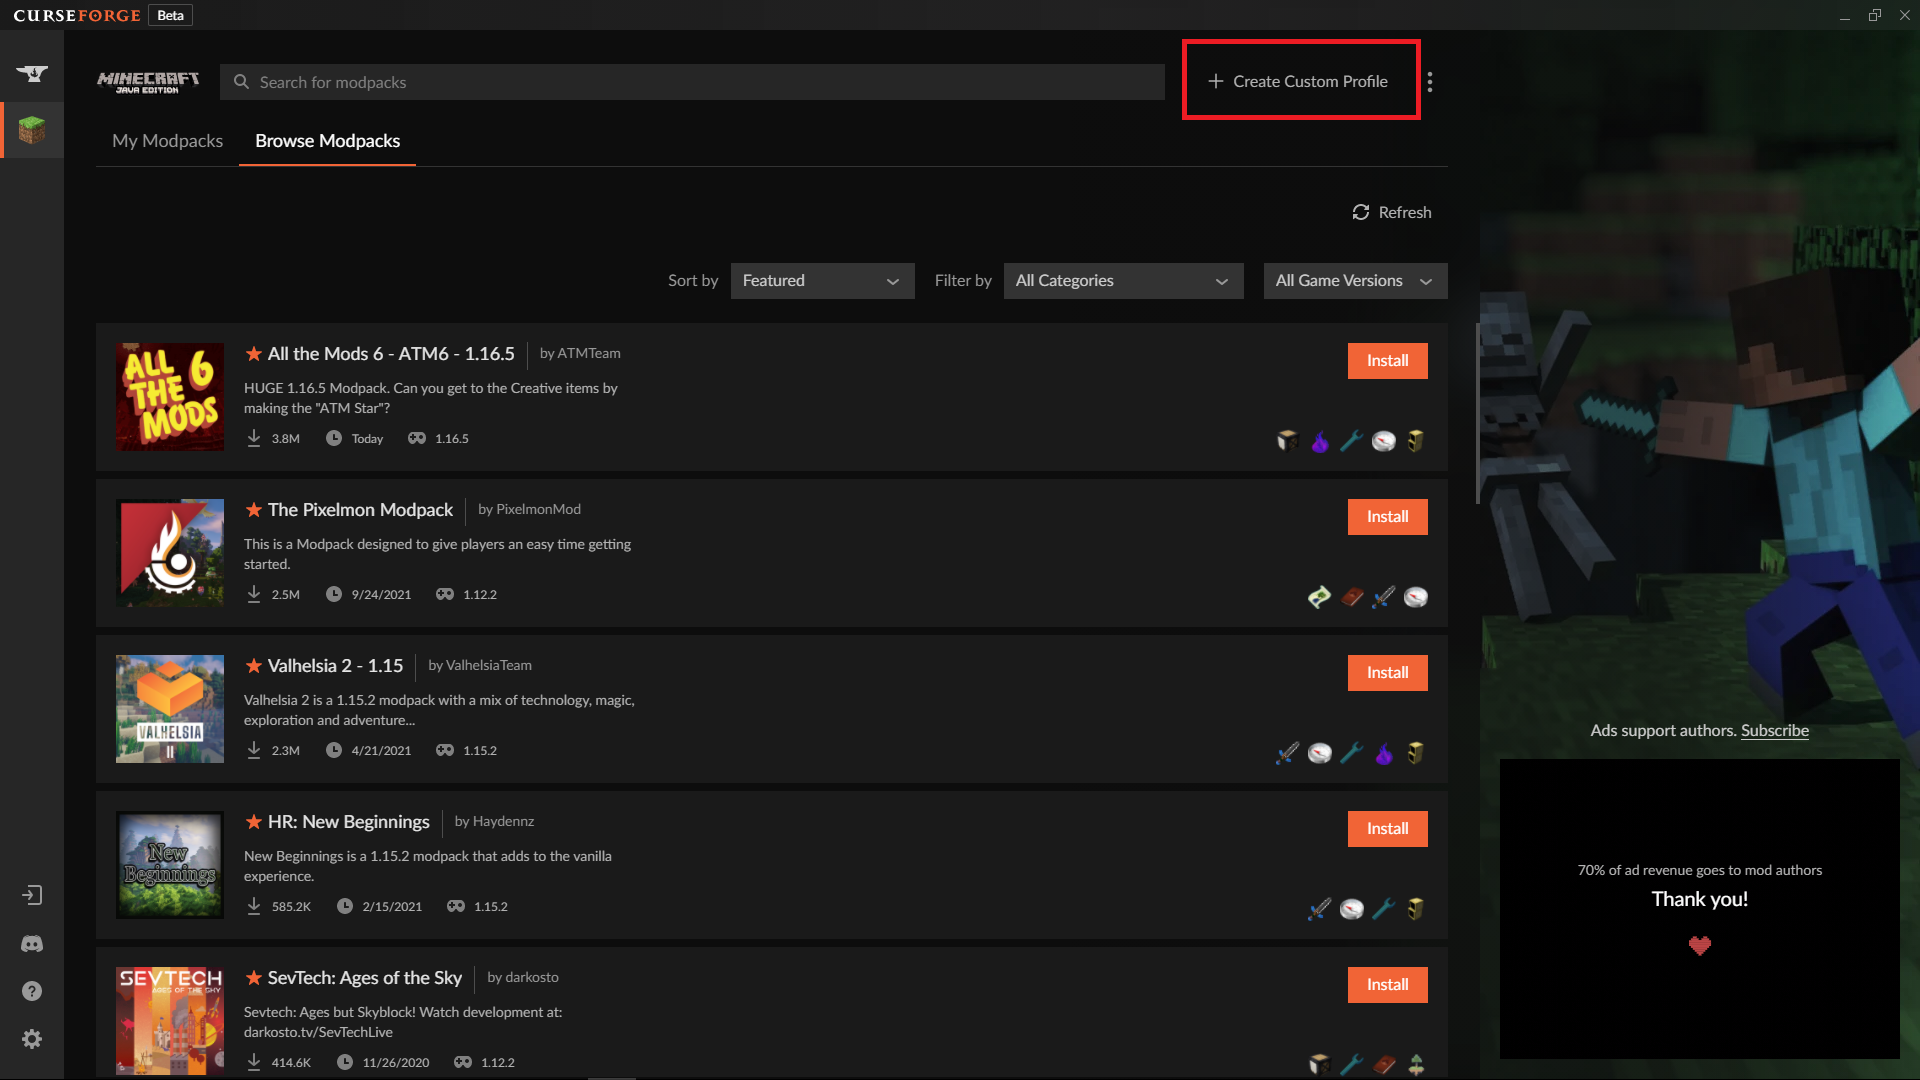 CURSEFORGE Beta
MINECRAFT
JAVA EDITION
Search for modpacks
Create Custom Profile
My Modpacks
Browse Modpacks
Refresh
Sort by
Featured
Filter by
All Categories
All Game Versions
ALL THE 6 MODS
All the Mods 6 - ATM6 - 1.16.5
by ATMTeam
Install
HUGE 1.16.5 Modpack. Can you get to the Creative items by
making the "ATM Star"?
3.8M
Today
1.16.5
The Pixelmon Modpack
by PixelmonMod
Install
This is a Modpack designed to give players an easy time getting
started.
2.5M
9/24/2021
1.12.2
VALHELSIA
II
Valhelsia 2 - 1.15
by ValhelsiaTeam
Install
Valhelsia 2 is a 1.15.2 modpack with a mix of technology, magic,
exploration and adventure...
2.3M
4/21/2021
1.15.2
New
Beginnings
HR: New Beginnings
by Haydennz
Install
New Beginnings is a 1.15.2 modpack that adds to the vanilla
experience.
585.2K
2/15/2021
1.15.2
SEVTECH
AGES OF THE SKY
SevTech: Ages of the Sky
by darkosto
Install
Sevtech: Ages but Skyblock! Watch development at:
darkosto.tv/SevTechLive
414.6K
11/26/2020
1.12.2
Ads support authors. Subscribe
70% of ad revenue goes to mod authors
Thank you!